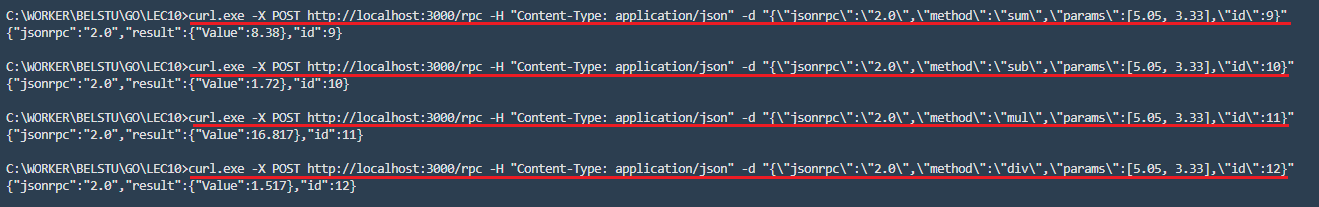 C:\WORKER\BELSTU\GO\LEC10>curl.exe -X POST http://localhost:3000/rpc -H "Content-Type: application/json" -d "{\"jsonrpc\":\"2.0\",\"method\":\"sum\",\"params\":[5.05, 3.33],\"id\":9}"
{"jsonrpc":"2.0","result":{"Value":8.38},"id":9}
C:\WORKER\BELSTU\GO\LEC10>curl.exe -X POST http://localhost:3000/rpc -H "Content-Type: application/json" -d "{\"jsonrpc\":\"2.0\",\"method\":\"sub\",\"params\":[5.05, 3.33],\"id\":10}"
{"jsonrpc":"2.0","result":{"Value":1.72},"id":10}
C:\WORKER\BELSTU\GO\LEC10>curl.exe -X POST http://localhost:3000/rpc -H "Content-Type: application/json" -d "{\"jsonrpc\":\"2.0\",\"method\":\"mul\",\"params\":[5.05, 3.33],\"id\":11}"
{"jsonrpc":"2.0","result":{"Value":16.817},"id":11}
C:\WORKER\BELSTU\GO\LEC10>curl.exe -X POST http://localhost:3000/rpc -H "Content-Type: application/json" -d "{\"jsonrpc\":\"2.0\",\"method\":\"div\",\"params\":[5.05, 3.33],\"id\":12}"
{"jsonrpc":"2.0","result":{"Value":1.517},"id":12}